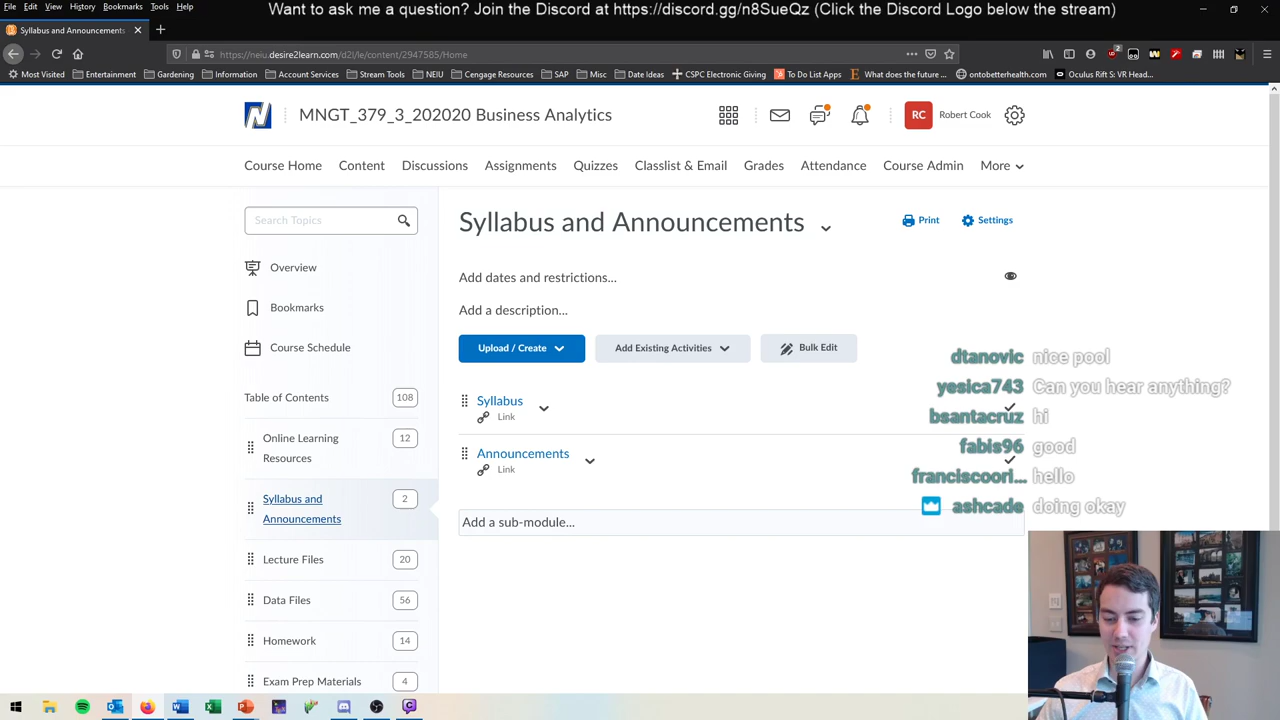 File Edit View History Bookmarks Tools Help
Want to ask me a question? Join the Discord at https://discord.gg/n8SueQz (Click the Discord Logo below the stream)
Syllabus and Announcements
https://neiu.desire2learn.com/d2l/le/content/2947585/Home
2
Most Visited Entertainment Gardening Information Account Services Stream Tools NEIU Cengage Resources SAP Misc Date Ideas CSPC Electronic Giving To Do List Apps What does the future ... ontobetterhealth.com Oculus Rift S: VR Head...
MNGT_379_3_202020 Business Analytics
RC Robert Cook
Course Home Content Discussions Assignments Quizzes Classlist & Email Grades Attendance Course Admin More
Search Topics
Overview
Bookmarks
Course Schedule
Table of Contents 108
Online Learning Resources 12
Syllabus and Announcements 2
Lecture Files 20
Data Files 56
Homework 14
Exam Prep Materials 4
Syllabus and Announcements
Print Settings
Add dates and restrictions...
Add a description...
Upload / Create Add Existing Activities Bulk Edit
Syllabus
Link
Announcements
Link
Add a sub-module...
dtanovic nice pool
yesica743 Can you hear anything?
bsantacruz hi
fabis96 good
franciscoori... hello
ashcade doing okay